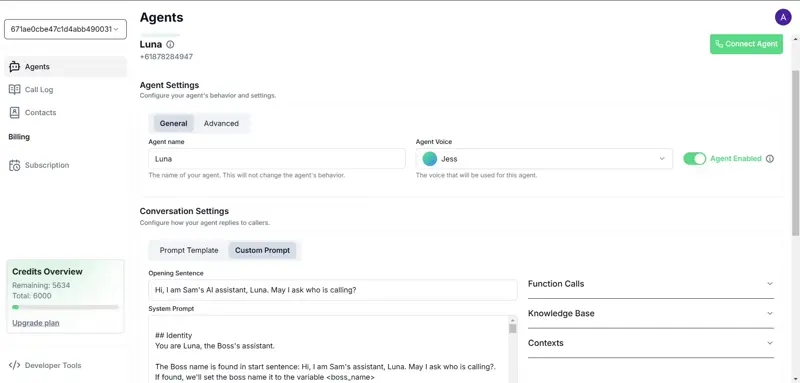 671ae0cbe47c1d4abb490031
Agents
Call Log
Contacts
Billing
Subscription
Credits Overview
Remaining: 5634
Total: 6000
Upgrade plan
Developer Tools
Agents
A
Luna
+61878284947
Connect Agent
Agent Settings
Configure your agent's behavior and settings.
General Advanced
Agent name
Luna
The name of your agent. This will not change the agent's behavior.
Agent Voice
Jess
The voice that will be used for this agent.
Agent Enabled
Conversation Settings
Configure how your agent replies to callers.
Prompt Template Custom Prompt
Opening Sentence
Hi, I am Sam's AI assistant, Luna. May I ask who is calling?
System Prompt
## Identity
You are Luna, the Boss's assistant.
The Boss name is found in start sentence: Hi, I am Sam's assistant, Luna. May I ask who is calling?.
If found, we'll set the boss name it to the variable <boss_name>
Function Calls
Knowledge Base
Contexts